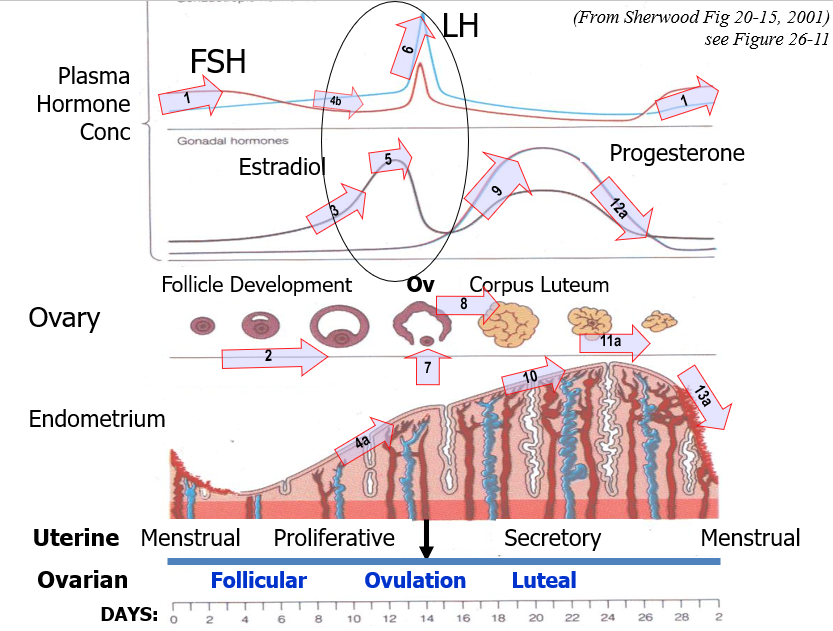 (From Sherwood Fig 20-15, 2001)
see Figure 26-11
LH
FSH
6
Plasma
Hormone
Conc
1
4b
1
Gonadal hormones
Estradiol
5
Progesterone
3
9
12a
Follicle Development
Ov
Corpus Luteum
8
Ovary
11a
2
7
10
13a
Endometrium
4a
Uterine Menstrual Proliferative Secretory Menstrual
Ovarian Follicular Ovulation Luteal
DAYS: 0 2 4 6 8 10 12 14 16 18 20 22 24 26 28 2